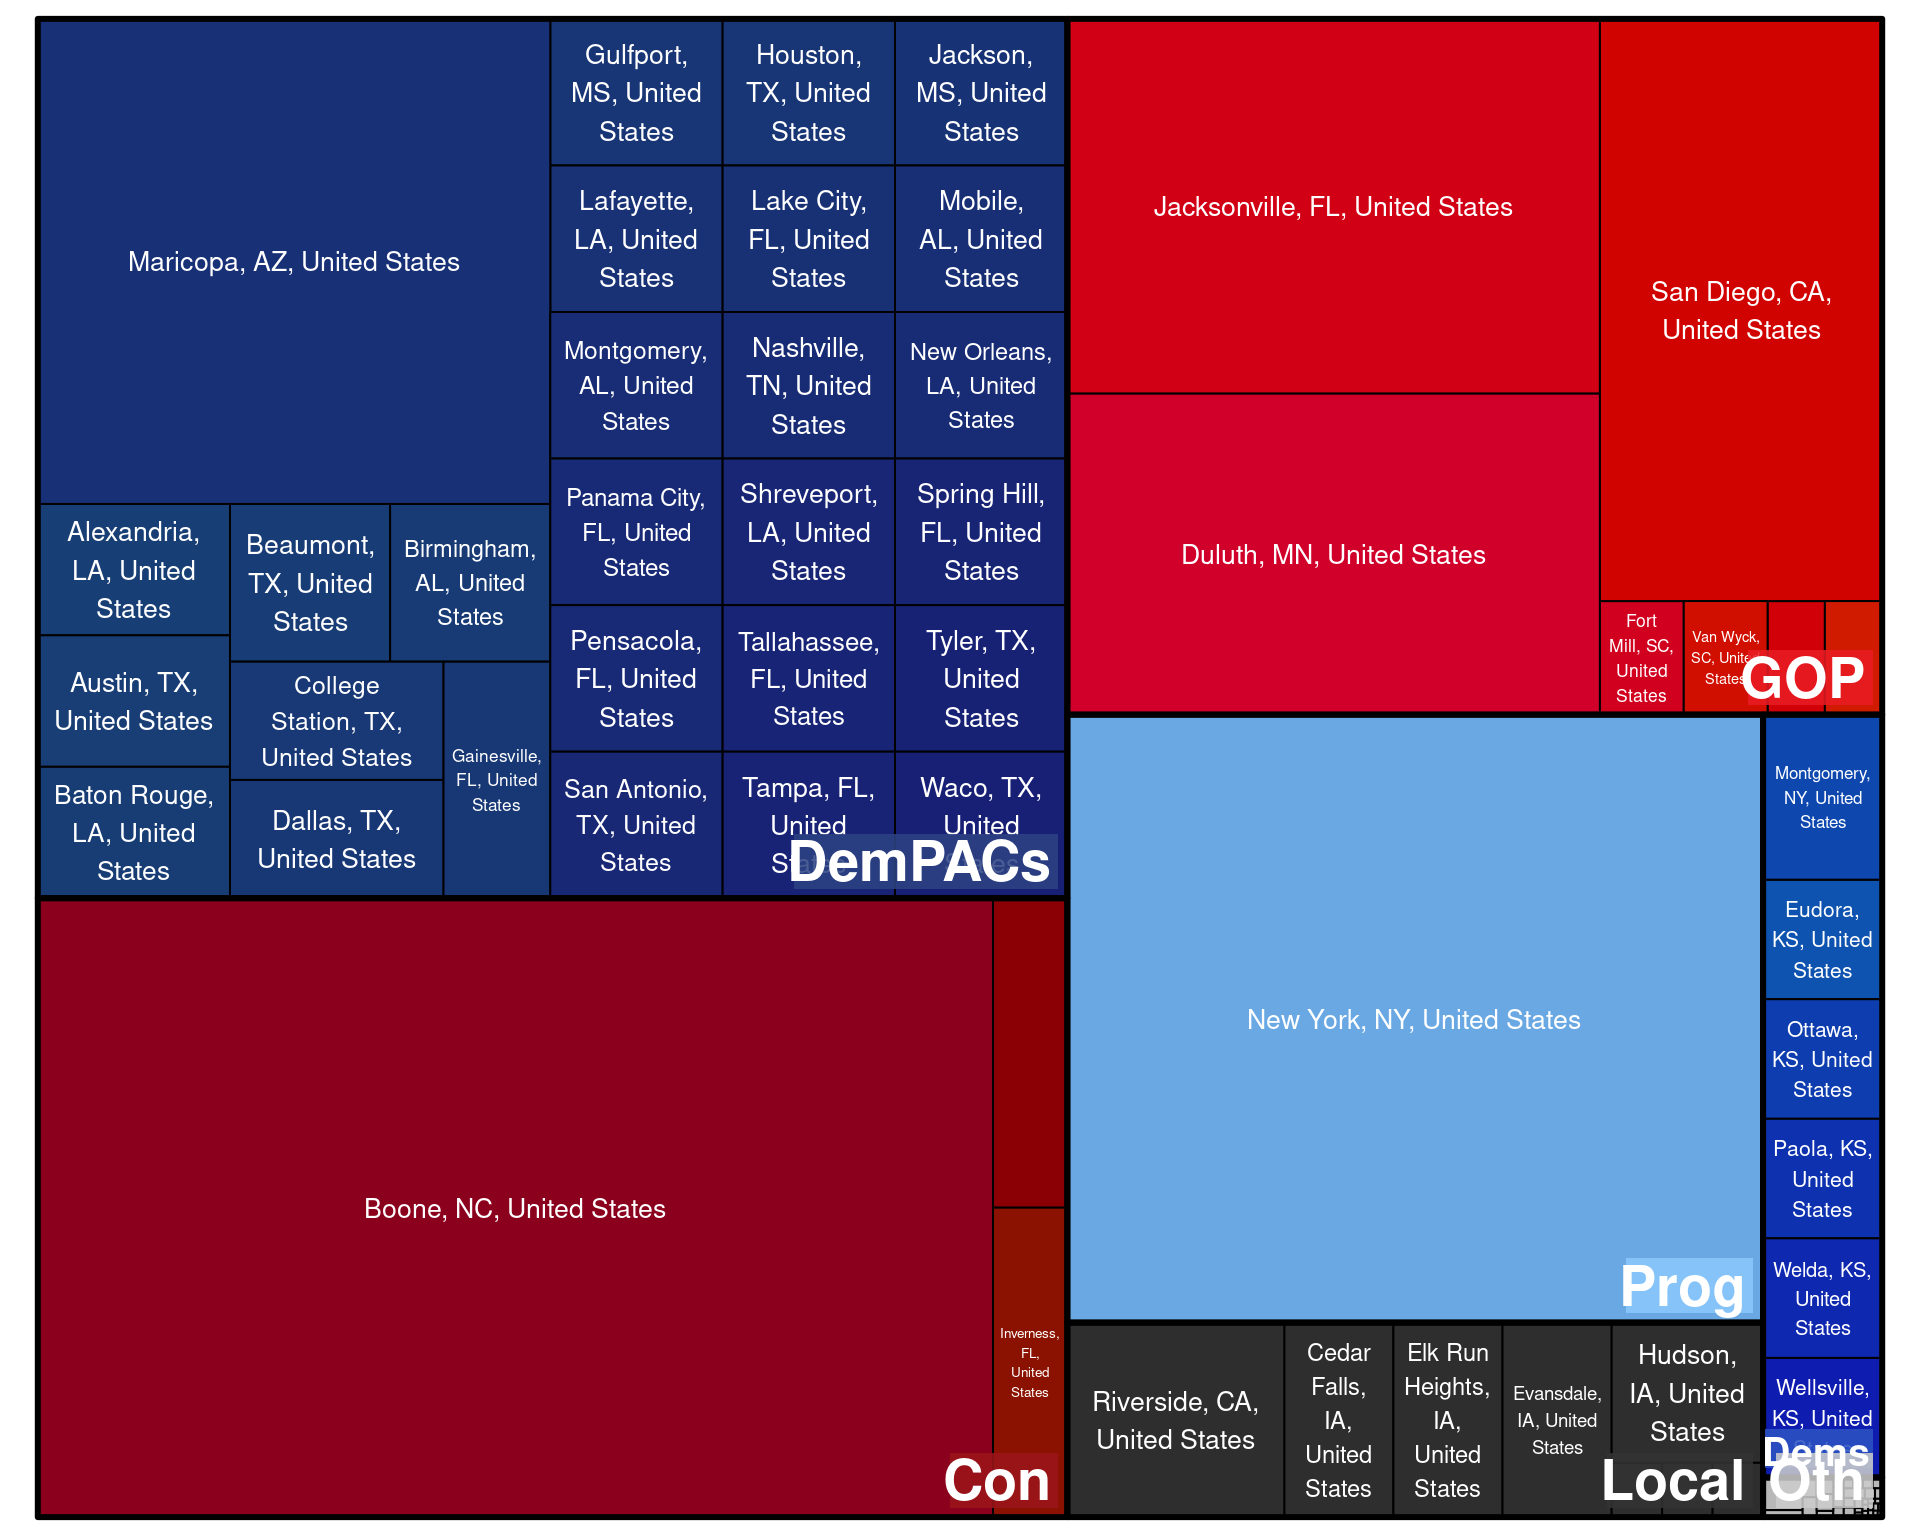 Maricopa, AZ, United States
Gulfport,
MS, United
States
Houston,
TX, United
States
Jackson,
MS, United
States
Lafayette,
LA, United
States
Lake City,
FL, United
States
Mobile,
AL, United
States
Montgomery,
AL, United
States
Nashville,
TN, United
States
New Orleans,
LA, United
States
Panama City,
FL, United
States
Shreveport,
LA, United
States
Spring Hill,
FL, United
States
Pensacola,
FL, United
States
Tallahassee,
FL, United
States
Tyler, TX,
United
States
San Antonio,
TX, United
States
Tampa, FL,
United
States
Waco, TX,
United
States
Alexandria,
LA, United
States
Beaumont,
TX, United
States
Birmingham,
AL, United
States
Austin, TX,
United States
College
Station, TX,
United States
Gainesville,
FL, United
States
Baton Rouge,
LA, United
States
Dallas, TX,
United States
DemPACs
Jacksonville, FL, United States
San Diego, CA,
United States
Duluth, MN, United States
Fort
Mill, SC,
United
States
Van Wyck,
SC, United
States
GOP
Boone, NC, United States
Inverness,
FL,
United
States
Con
New York, NY, United States
Prog
Montgomery,
NY, United
States
Eudora,
KS, United
States
Ottawa,
KS, United
States
Paola, KS,
United
States
Welda, KS,
United
States
Wellsville,
KS, United
Dems
Riverside, CA,
United States
Cedar
Falls,
IA,
United
States
Elk Run
Heights,
IA,
United
States
Evansdale,
IA, United
States
Hudson,
IA, United
States
Local
Oth